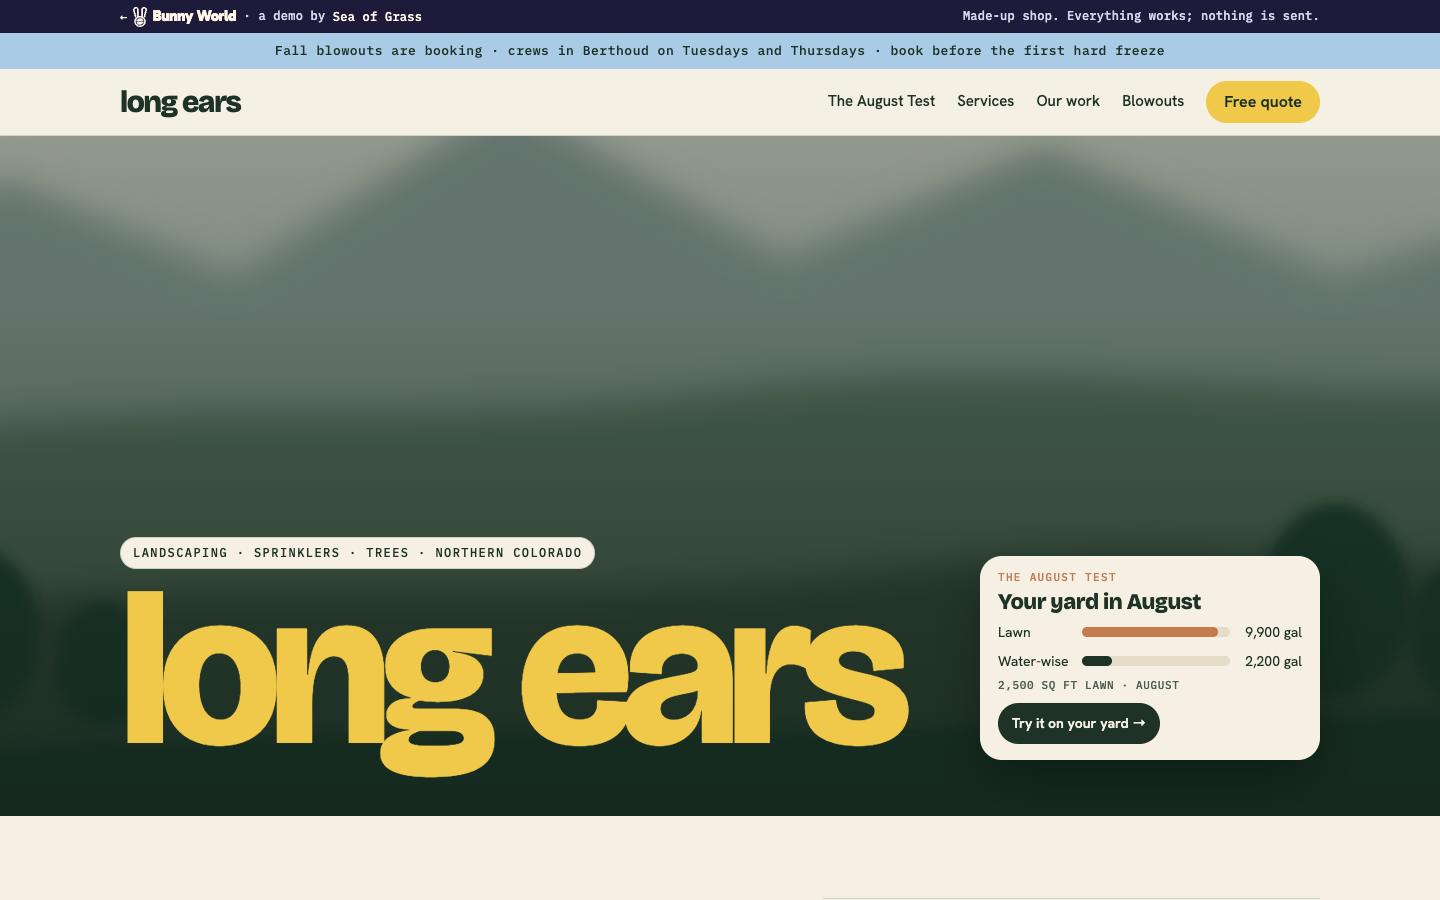 ← Bunny World · a demo by Sea of Grass
Made-up shop. Everything works; nothing is sent.
Fall blowouts are booking · crews in Berthoud on Tuesdays and Thursdays · book before the first hard freeze
long ears
The August Test
Services
Our work
Blowouts
Free quote
LANDSCAPING · SPRINKLERS · TREES · NORTHERN COLORADO
long ears
THE AUGUST TEST
Your yard in August
Lawn 9,900 gal
Water-wise 2,200 gal
2,500 SQ FT LAWN · AUGUST
Try it on your yard →